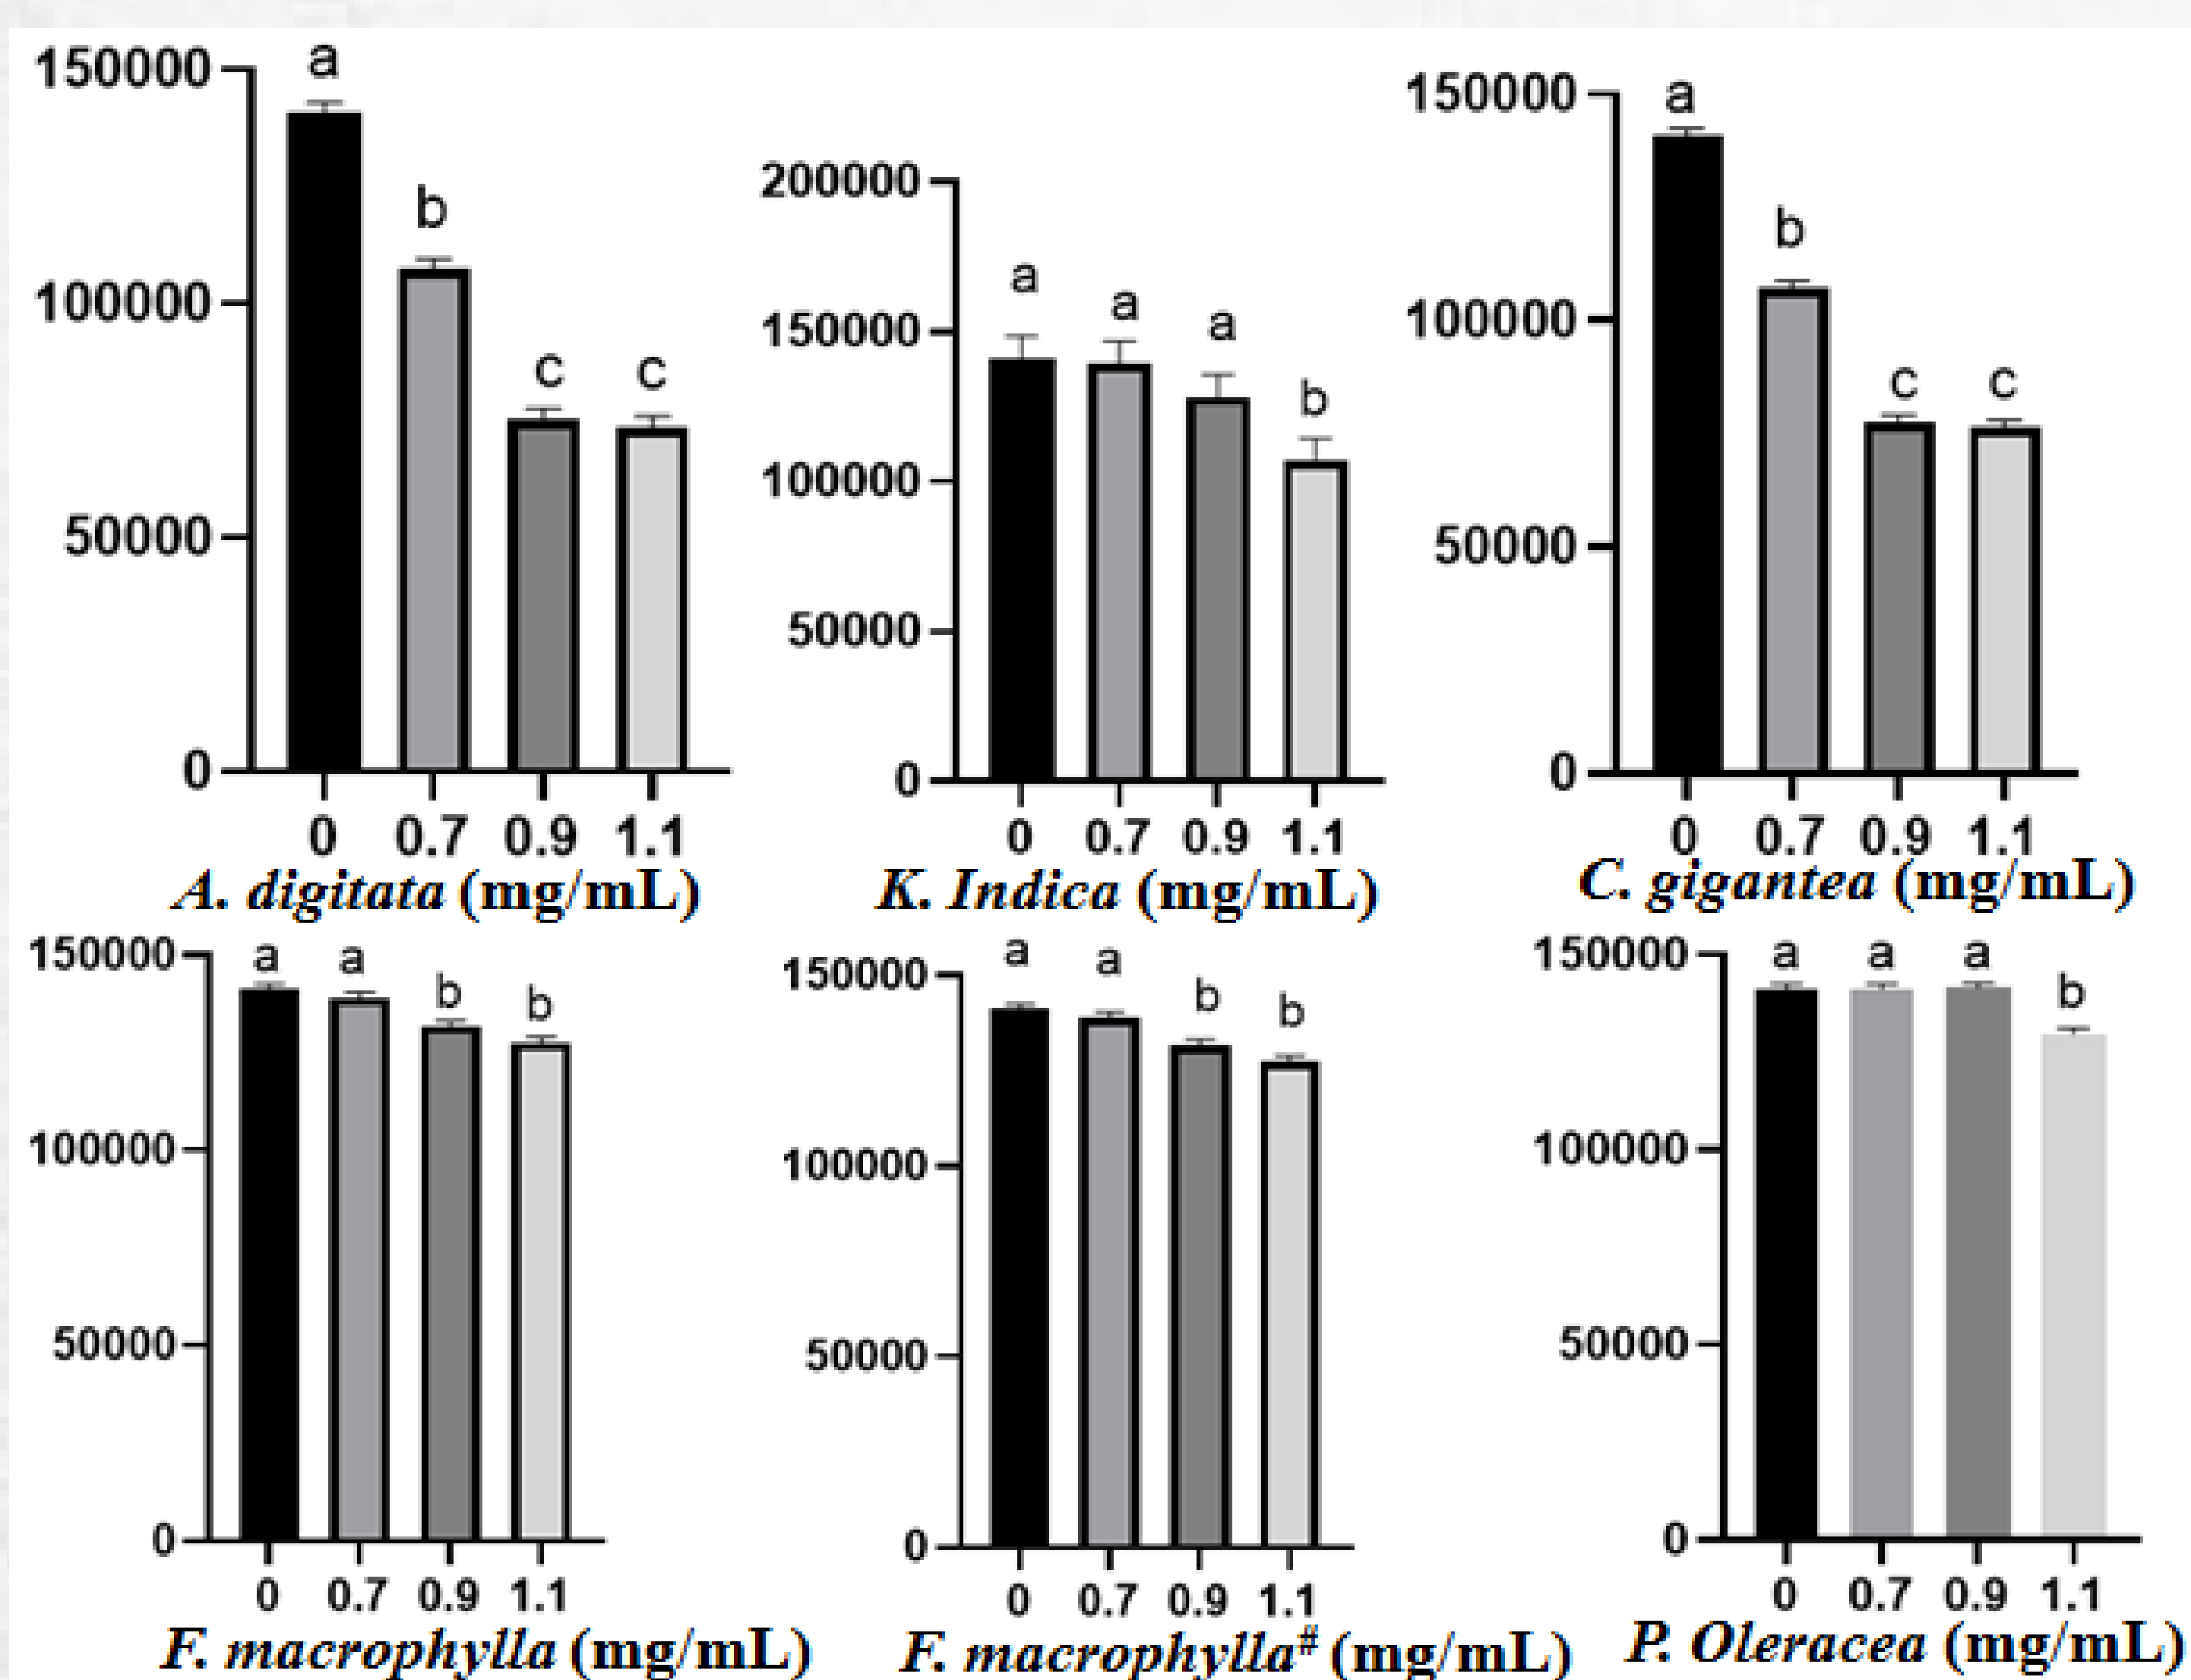 150000
100000
50000
0
a
b
c
c
0 0.7 0.9 1.1
A. digitata (mg/mL)
200000
150000
100000
50000
0
a
a
a
b
0 0.7 0.9 1.1
K. Indica (mg/mL)
150000
100000
50000
0
a
b
c
c
0 0.7 0.9 1.1
C. gigantea (mg/mL)
150000
100000
50000
0
a
a
b
b
0 0.7 0.9 1.1
F. macrophylla (mg/mL)
150000
100000
50000
0
a
a
b
b
0 0.7 0.9 1.1
F. macrophylla# (mg/mL)
150000
100000
50000
0
a
a
a
b
0 0.7 0.9 1.1
P. Oleracea (mg/mL)